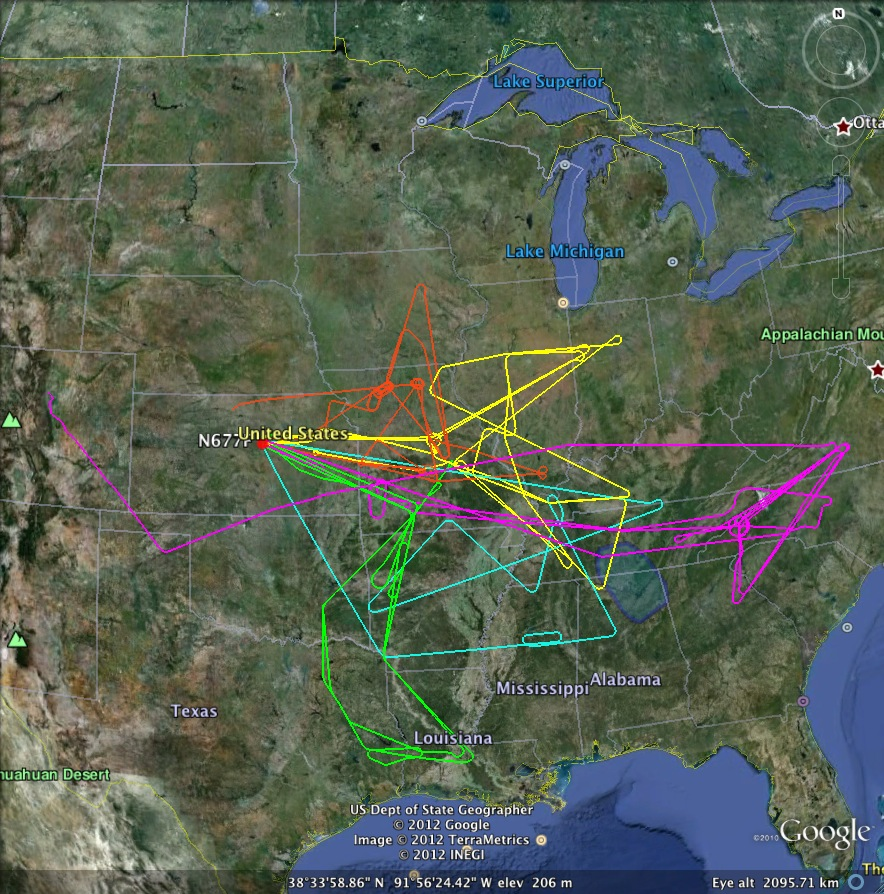 N
Lake Superior
Otta
Lake Michigan
Appalachian Mou
United States
N677F
Mississippi
Alabama
Texas
Louisiana
huahuan Desert
US Dept of State Geographer
© 2012 Google
Image © 2012 TerraMetrics
© 2012 INEGI
©2010 Google
The
38°33'58.86" N 91°56'24.42" W elev 206 m
Eye alt 2095.71 km